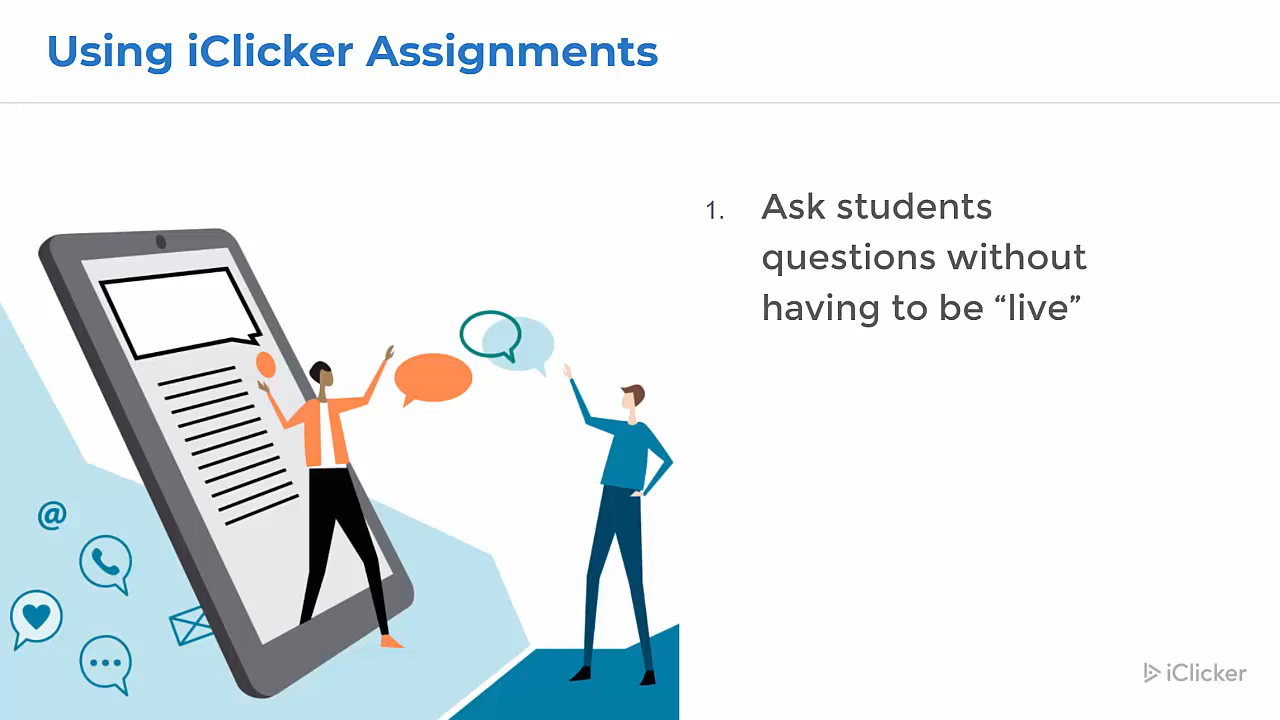 Using iClicker Assignments
1. Ask students
questions without
having to be “live”
@
iClicker